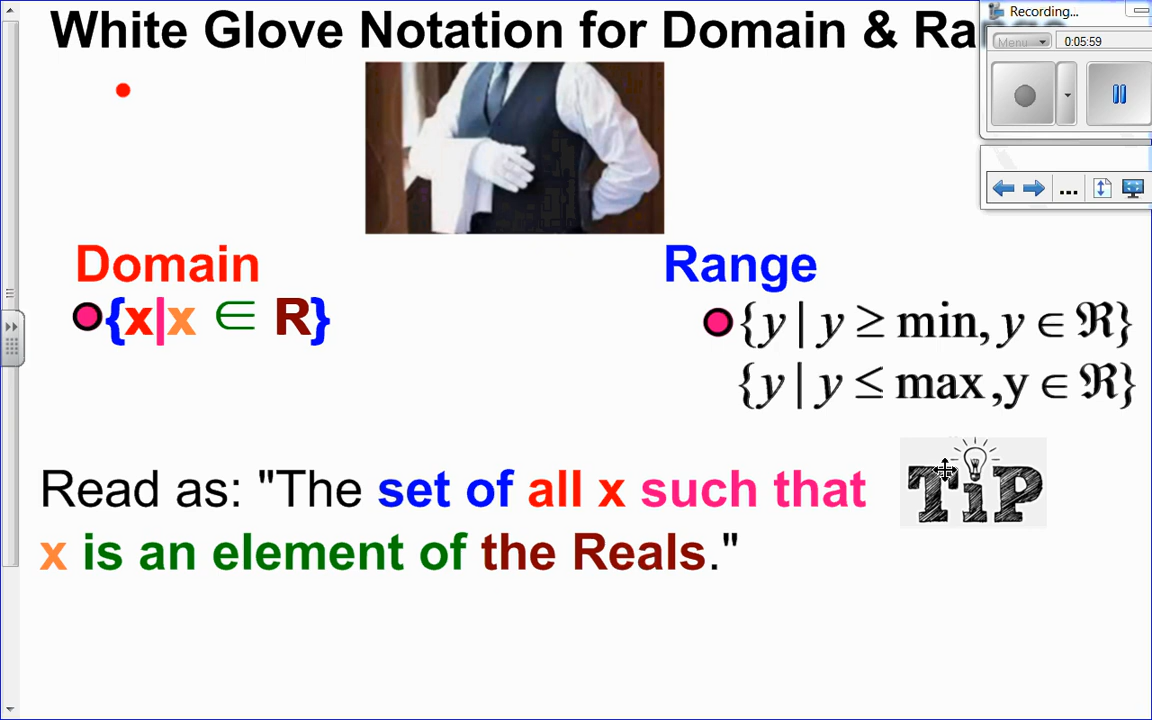 White Glove Notation for Domain & Ra
Recording...
Menu
0:05:59
...
Domain
Range
{x|x ∈ R}
{y | y ≥ min, y ∈ ℜ}
{y | y ≤ max ,y ∈ ℜ}
Read as: "The set of all x such that
TiP
x is an element of the Reals."